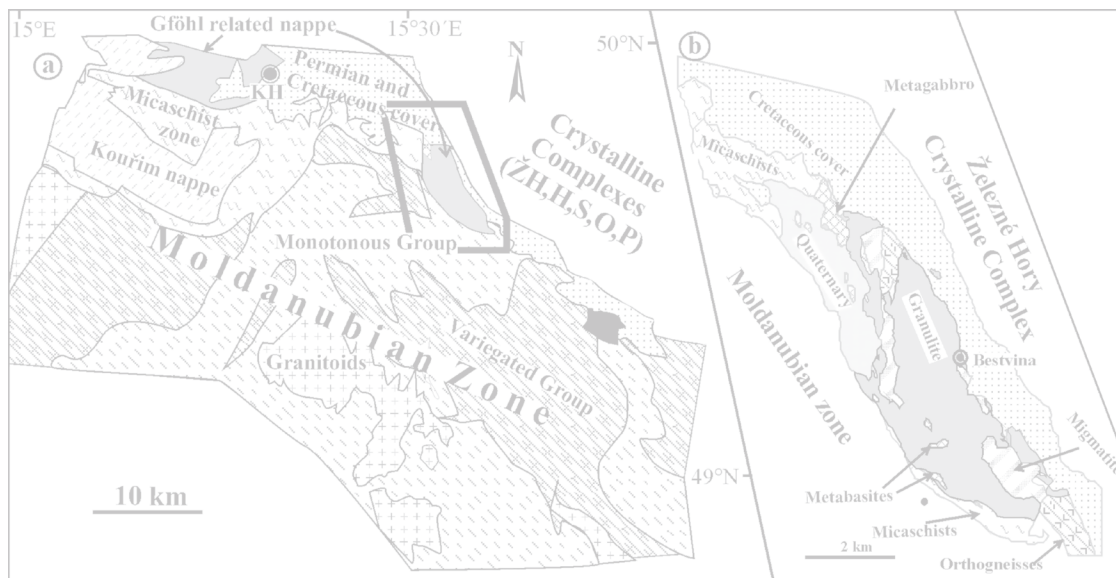 15°E
15°30´E
50°N
Gföhl related nappe
a
N
b
KH
Permian and
Cretaceous
cover
Micaschist
zone
Kouřim nappe
Crystalline
Complexes
(ŽH,H,S,O,P)
Monotonous Group
Moldanubian Zone
Granitoids
Variegated Group
10 km
49°N
Metagabbro
Cretaceous cover
Micaschists
Železné Hory
Crystalline Complex
Quaternary
Granulite
Bestvina
Moldanubian zone
Migmatite
Metabasites
Micaschists
2 km
Orthogneisses